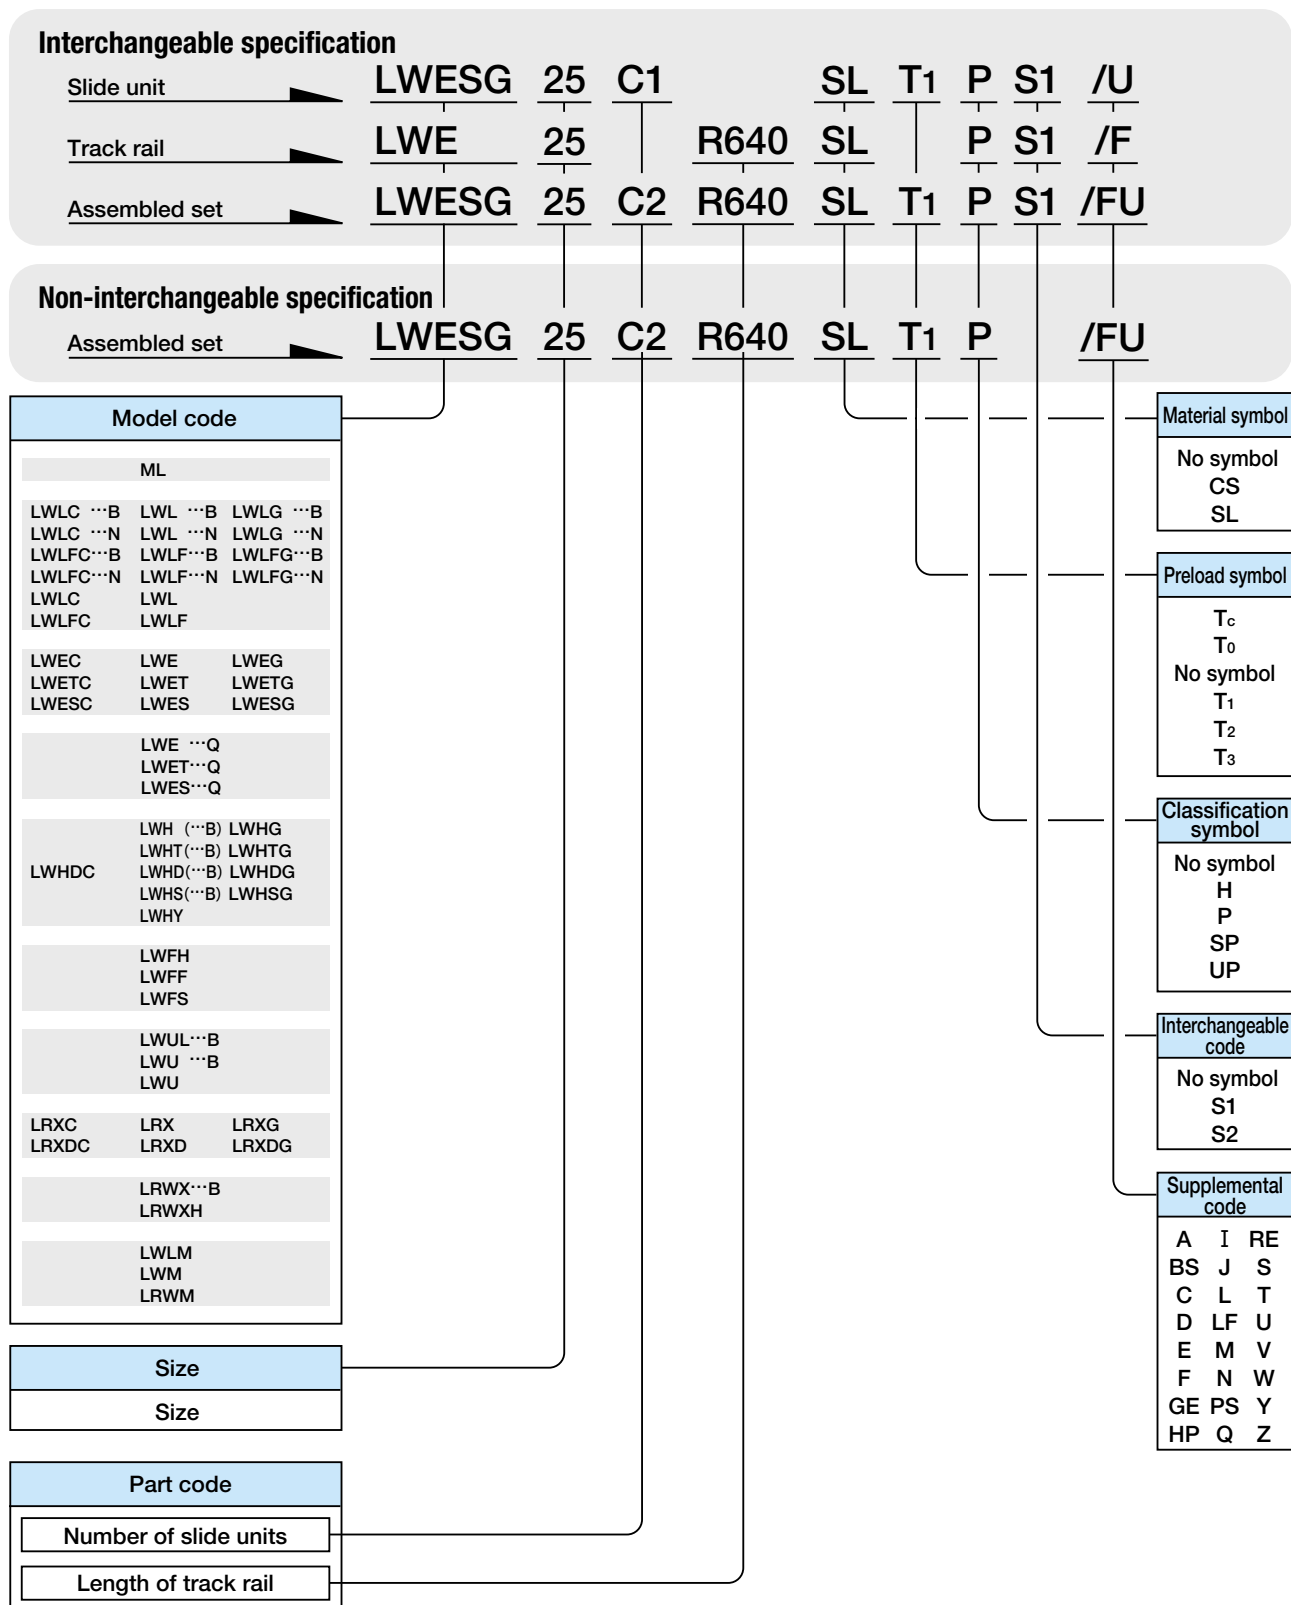 Interchangeable specification
Slide unit LWESG 25 C1 SL T1 P S1 /U
Track rail LWE 25 R640 SL P S1 /F
Assembled set LWESG 25 C2 R640 SL T1 P S1 /FU
Non-interchangeable specification
Assembled set LWESG 25 C2 R640 SL T1 P /FU
Model code
ML
LWLC ···B LWL ···B LWLG ···B
LWLC ···N LWL ···N LWLG ···N
LWLFC···B LWLF···B LWLFG···B
LWLFC···N LWLF···N LWLFG···N
LWLC LWL
LWLFC LWLF
LWEC LWE LWEG
LWETC LWET LWETG
LWESC LWES LWESG
LWE ···Q
LWET···Q
LWES···Q
LWH (···B) LWHG
LWHT(···B) LWHTG
LWHDC LWHD(···B) LWHDG
LWHS(···B) LWHSG
LWHY
LWFH
LWFF
LWFS
LWUL···B
LWU ···B
LWU
LRXC LRX LRXG
LRXDC LRXD LRXDG
LRWX···B
LRWXH
LWLM
LWM
LRWM
Size
Size
Part code
Number of slide units
Length of track rail
Material symbol
No symbol
CS
SL
Preload symbol
Tc
T0
No symbol
T1
T2
T3
Classification
symbol
No symbol
H
P
SP
UP
Interchangeable
code
No symbol
S1
S2
Supplemental
code
A I RE
BS J S
C L T
D LF U
E M V
F N W
GE PS Y
HP Q Z